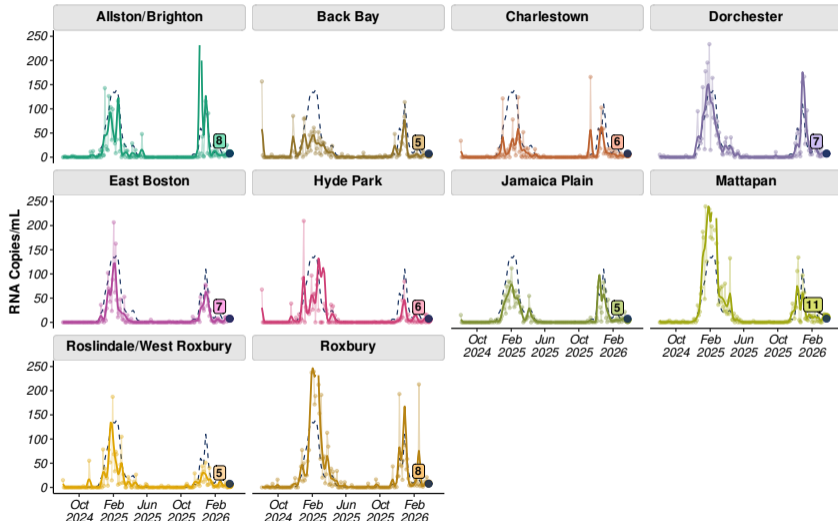 Allston/Brighton
Back Bay
Charlestown
Dorchester
250
200
150
100
50
0
8
5
6
7
East Boston
Hyde Park
Jamaica Plain
Mattapan
RNA Copies/mL
250
200
150
100
50
0
7
6
5
11
Oct 2024
Feb 2025
Jun 2025
Oct 2025
Feb 2026
Oct 2024
Feb 2025
Jun 2025
Oct 2025
Feb 2026
Roslindale/West Roxbury
Roxbury
250
200
150
100
50
0
5
8
Oct 2024
Feb 2025
Jun 2025
Oct 2025
Feb 2026
Oct 2024
Feb 2025
Jun 2025
Oct 2025
Feb 2026